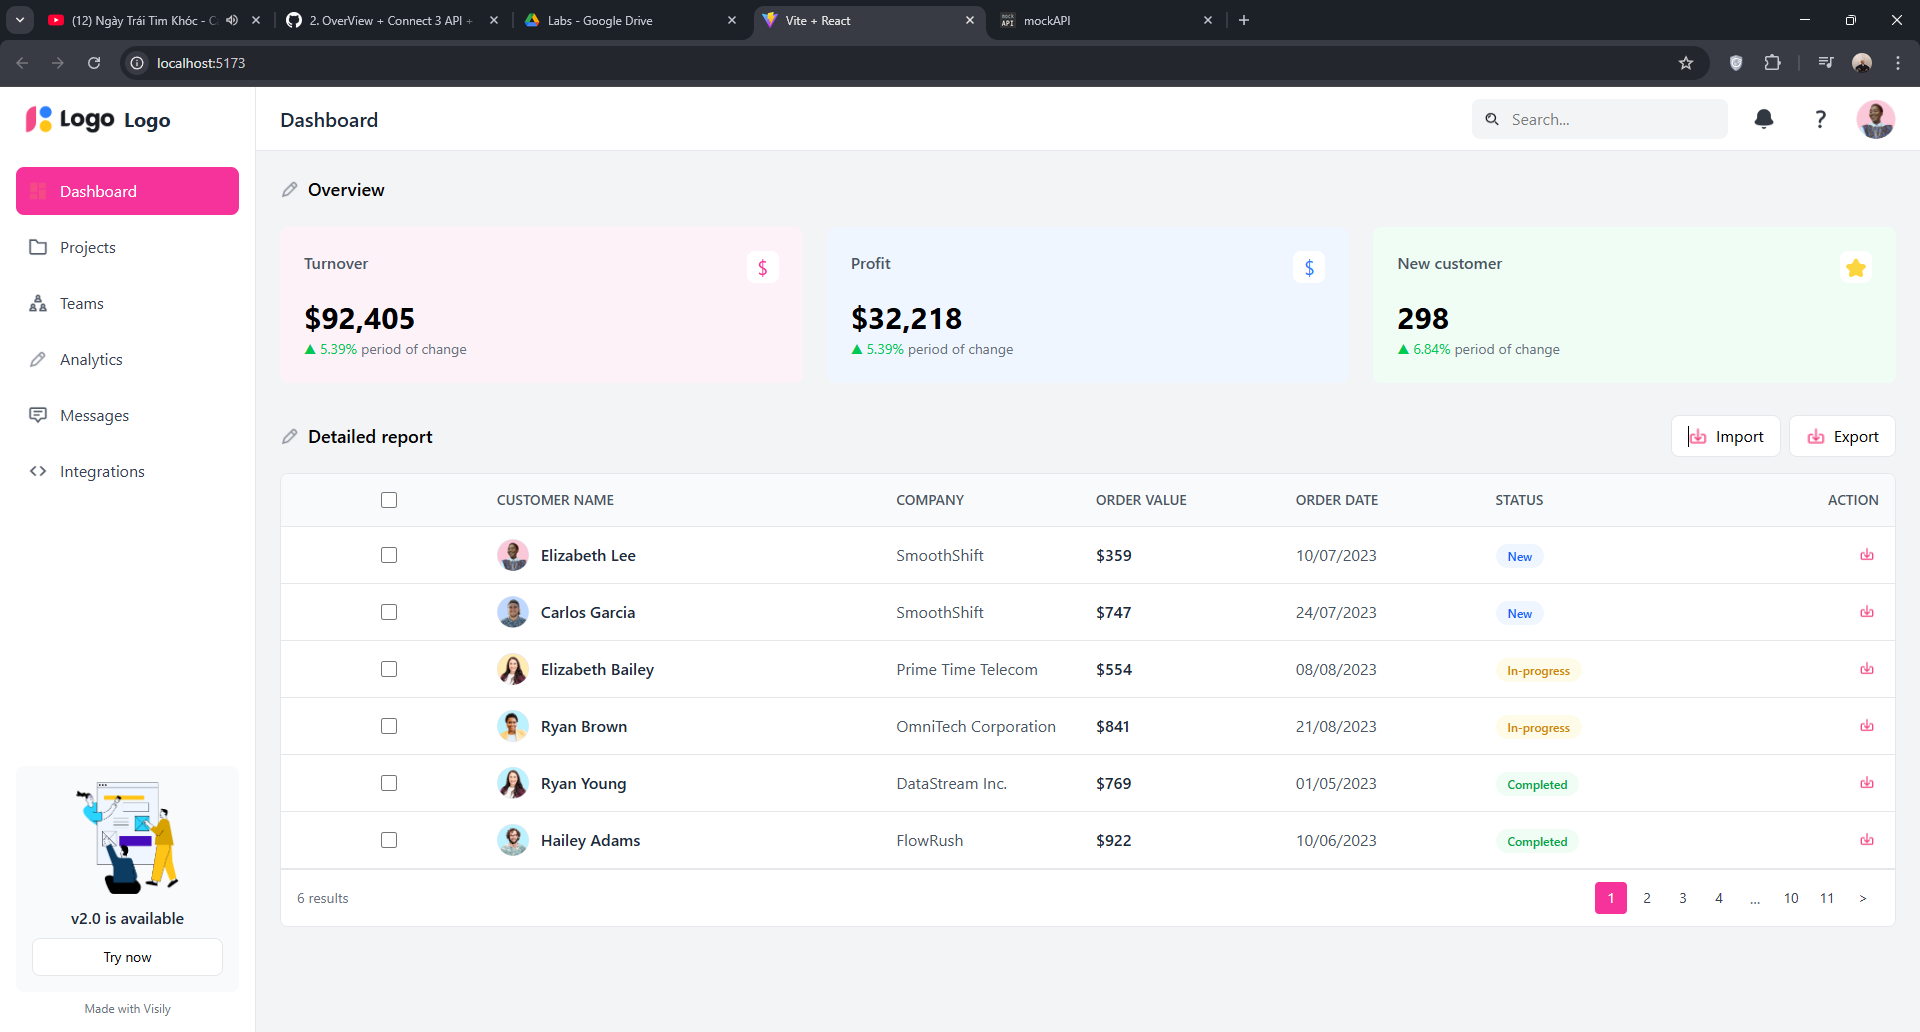 (12) Ngày Trái Tim Khóc - C
2. OverView + Connect 3 API +
Labs - Google Drive
Vite + React
mock API
mockAPI
localhost:5173
Logo Logo
Dashboard
Search...
?
Dashboard
Projects
Teams
Analytics
Messages
Integrations
v2.0 is available
Try now
Made with Visily
Overview
Turnover
$
$92,405
▲ 5.39% period of change
Profit
$
$32,218
▲ 5.39% period of change
New customer
298
▲ 6.84% period of change
Detailed report
Import
Export
CUSTOMER NAME COMPANY ORDER VALUE ORDER DATE STATUS ACTION
Elizabeth Lee SmoothShift $359 10/07/2023 New
Carlos Garcia SmoothShift $747 24/07/2023 New
Elizabeth Bailey Prime Time Telecom $554 08/08/2023 In-progress
Ryan Brown OmniTech Corporation $841 21/08/2023 In-progress
Ryan Young DataStream Inc. $769 01/05/2023 Completed
Hailey Adams FlowRush $922 10/06/2023 Completed
6 results
1 2 3 4 ... 10 11 >